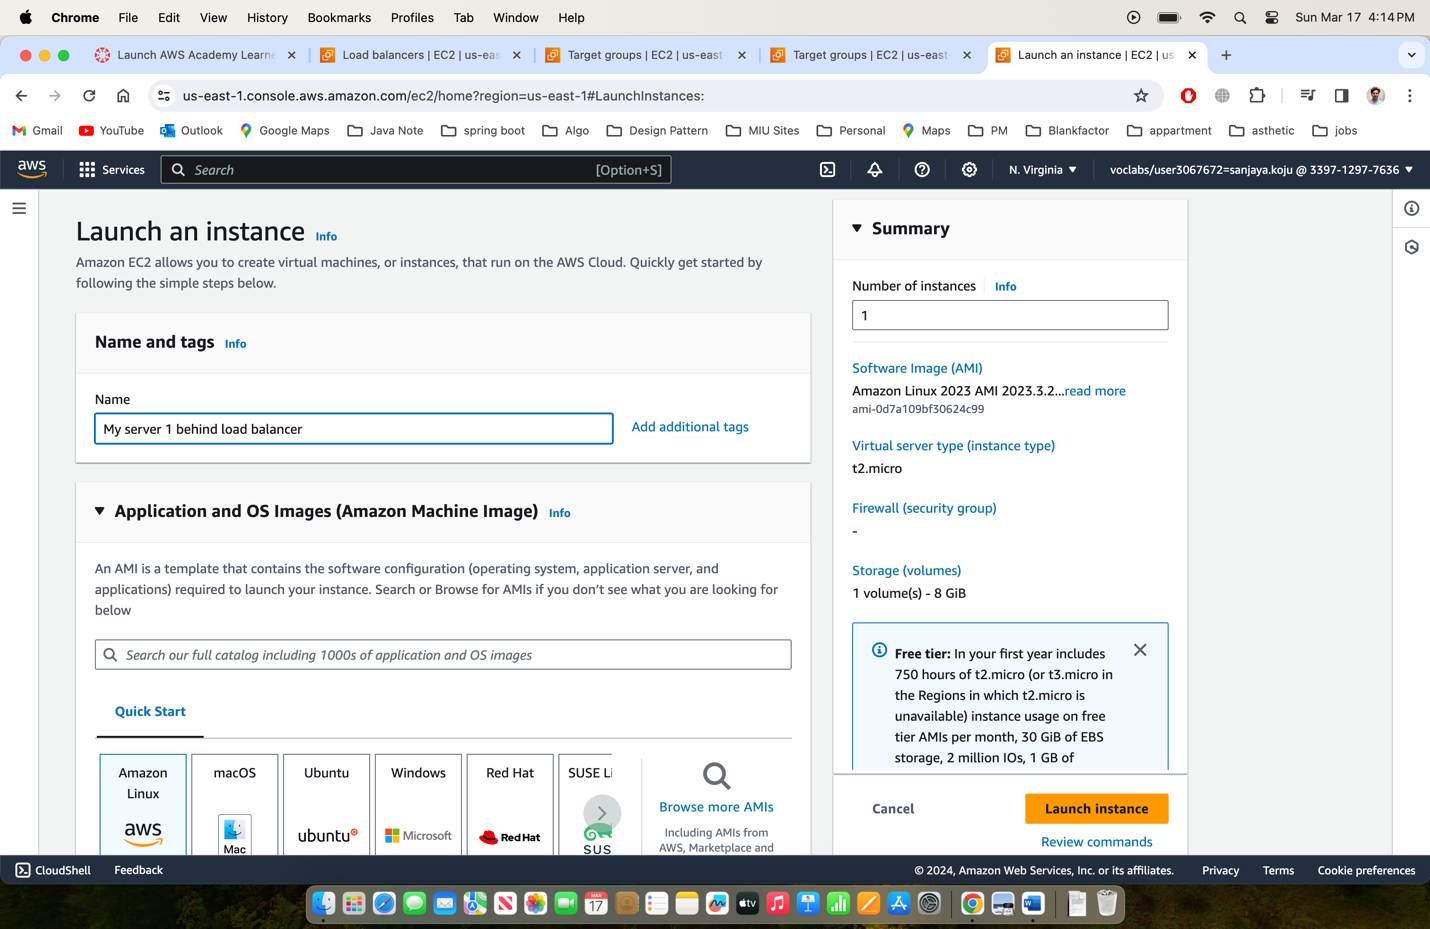 Chrome File Edit View History Bookmarks Profiles Tab Window Help Sun Mar 17 4:14 PM
Launch AWS Academy Learne
Load balancers | EC2 | us-eas
Target groups | EC2 | us-east-
Target groups | EC2 | us-east-
Launch an instance | EC2 | us
us-east-1.console.aws.amazon.com/ec2/home?region=us-east-1#LaunchInstances:
Gmail YouTube Outlook Google Maps Java Note spring boot Algo Design Pattern MIU Sites Personal Maps PM Blankfactor appartment asthetic jobs
aws Services Search [Option+S] N. Virginia voclabs/user3067672=sanjaya.koju @ 3397-1297-7636
Launch an instance Info
Amazon EC2 allows you to create virtual machines, or instances, that run on the AWS Cloud. Quickly get started by
following the simple steps below.
Name and tags Info
Name
My server 1 behind load balancer
Add additional tags
Application and OS Images (Amazon Machine Image) Info
An AMI is a template that contains the software configuration (operating system, application server, and
applications) required to launch your instance. Search or Browse for AMIs if you don't see what you are looking for
below
Search our full catalog including 1000s of application and OS images
Quick Start
Amazon
Linux
aws
macOS
Mac
Ubuntu
ubuntu
Windows
Microsoft
Red Hat
RedHat
SUSE Li
SUS
Browse more AMIs
Including AMIs from
AWS, Marketplace and
Summary
Number of instances Info
1
Software Image (AMI)
Amazon Linux 2023 AMI 2023.3.2...read more
ami-0d7a109bf30624c99
Virtual server type (instance type)
t2.micro
Firewall (security group)
-
Storage (volumes)
1 volume(s) - 8 GiB
Free tier: In your first year includes
750 hours of t2.micro (or t3.micro in
the Regions in which t2.micro is
unavailable) instance usage on free
tier AMIs per month, 30 GiB of EBS
storage, 2 million IOs, 1 GB of
Cancel
Launch instance
Review commands
CloudShell Feedback © 2024, Amazon Web Services, Inc. or its affiliates. Privacy Terms Cookie preferences
MAR
17
tv
W